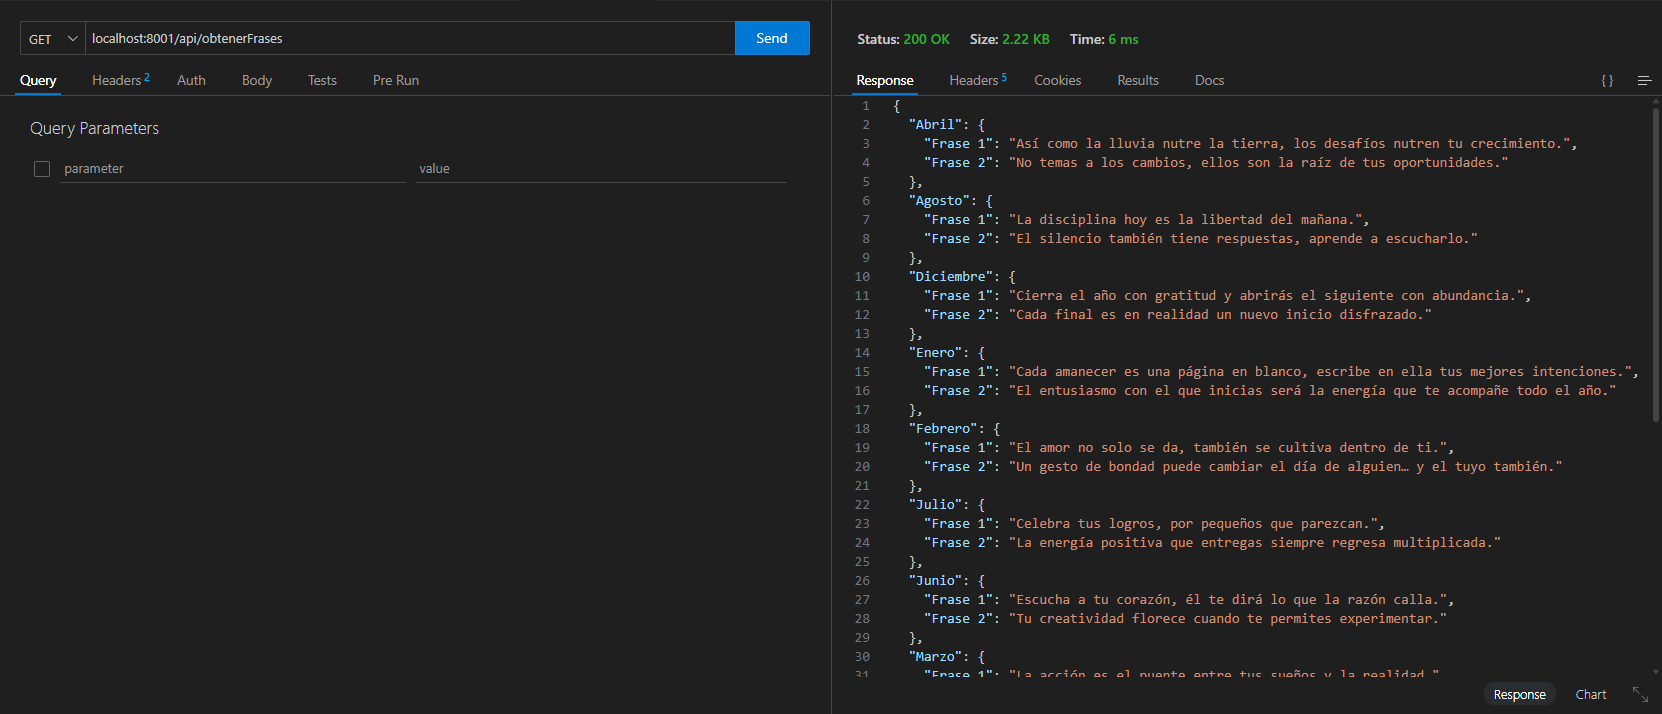 GET localhost:8001/api/obtenerFrases Send
Query Headers 2 Auth Body Tests Pre Run
Query Parameters
parameter value
Status: 200 OK Size: 2.22 KB Time: 6 ms
Response Headers 5 Cookies Results Docs {}
1 {
2 "Abril": {
3 "Frase 1": "Así como la lluvia nutre la tierra, los desafíos nutren tu crecimiento.",
4 "Frase 2": "No temas a los cambios, ellos son la raíz de tus oportunidades."
5 },
6 "Agosto": {
7 "Frase 1": "La disciplina hoy es la libertad del mañana.",
8 "Frase 2": "El silencio también tiene respuestas, aprende a escucharlo."
9 },
10 "Diciembre": {
11 "Frase 1": "Cierra el año con gratitud y abrirás el siguiente con abundancia.",
12 "Frase 2": "Cada final es en realidad un nuevo inicio disfrazado."
13 },
14 "Enero": {
15 "Frase 1": "Cada amanecer es una página en blanco, escribe en ella tus mejores intenciones.",
16 "Frase 2": "El entusiasmo con el que inicias será la energía que te acompañe todo el año."
17 },
18 "Febrero": {
19 "Frase 1": "El amor no solo se da, también se cultiva dentro de ti.",
20 "Frase 2": "Un gesto de bondad puede cambiar el día de alguien… y el tuyo también."
21 },
22 "Julio": {
23 "Frase 1": "Celebra tus logros, por pequeños que parezcan.",
24 "Frase 2": "La energía positiva que entregas siempre regresa multiplicada."
25 },
26 "Junio": {
27 "Frase 1": "Escucha a tu corazón, él te dirá lo que la razón calla.",
28 "Frase 2": "Tu creatividad florece cuando te permites experimentar."
29 },
30 "Marzo": {
31 "Frase 1": "La acción es el puente entre tus sueños y la realidad."
Response Chart